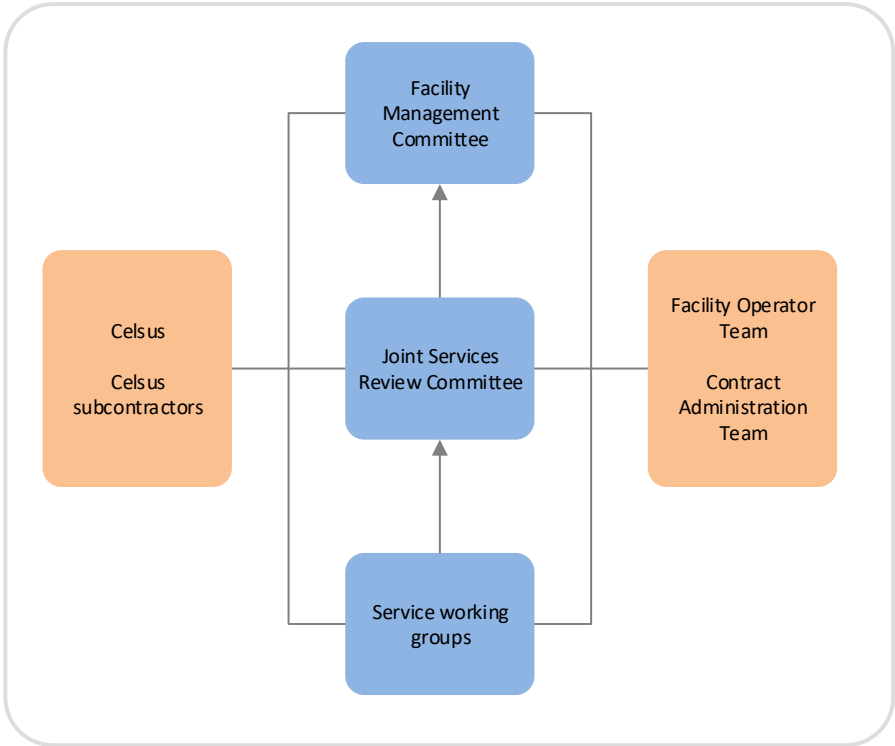 Facility
Management
Committee
Celsus
Celsus
subcontractors
Joint Services
Review Committee
Facility Operator
Team
Contract
Administration
Team
Service working
groups